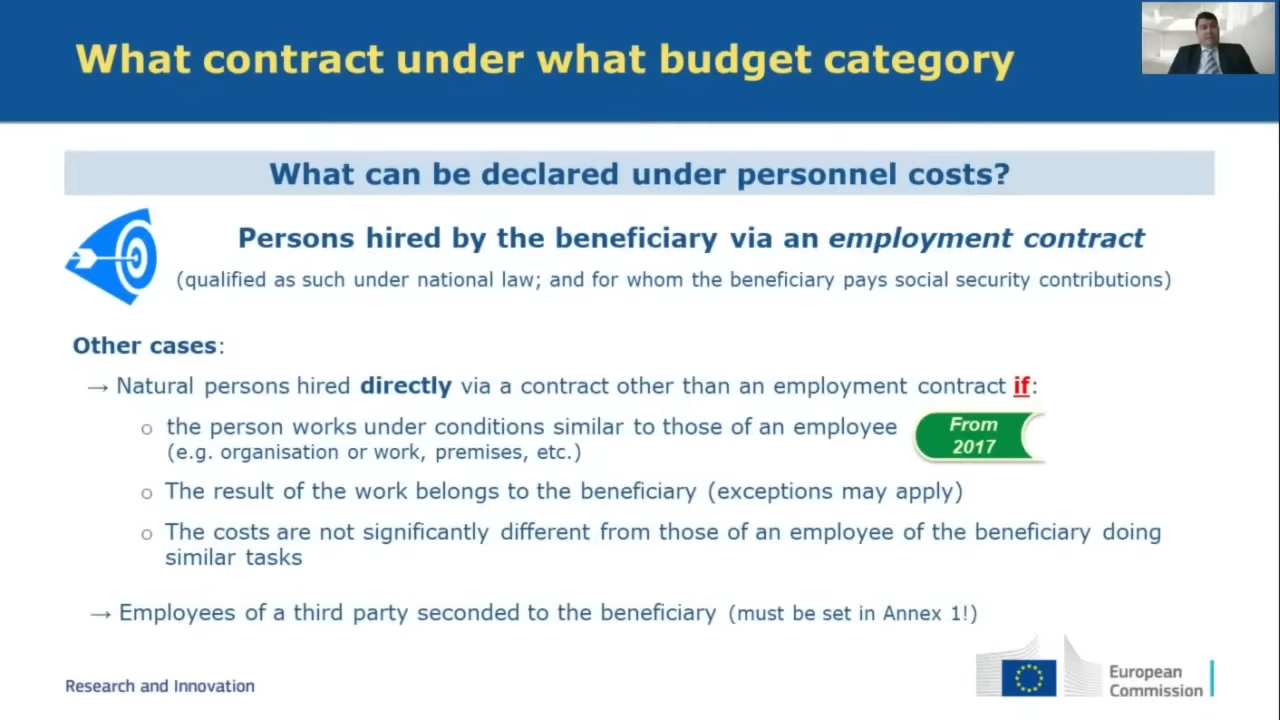 What contract under what budget category
What can be declared under personnel costs?
Persons hired by the beneficiary via an employment contract
(qualified as such under national law; and for whom the beneficiary pays social security contributions)
Other cases:
→ Natural persons hired directly via a contract other than an employment contract if:
o the person works under conditions similar to those of an employee
(e.g. organisation or work, premises, etc.)
From
2017
o The result of the work belongs to the beneficiary (exceptions may apply)
o The costs are not significantly different from those of an employee of the beneficiary doing
similar tasks
→ Employees of a third party seconded to the beneficiary (must be set in Annex 1!)
Research and Innovation
European
Commission